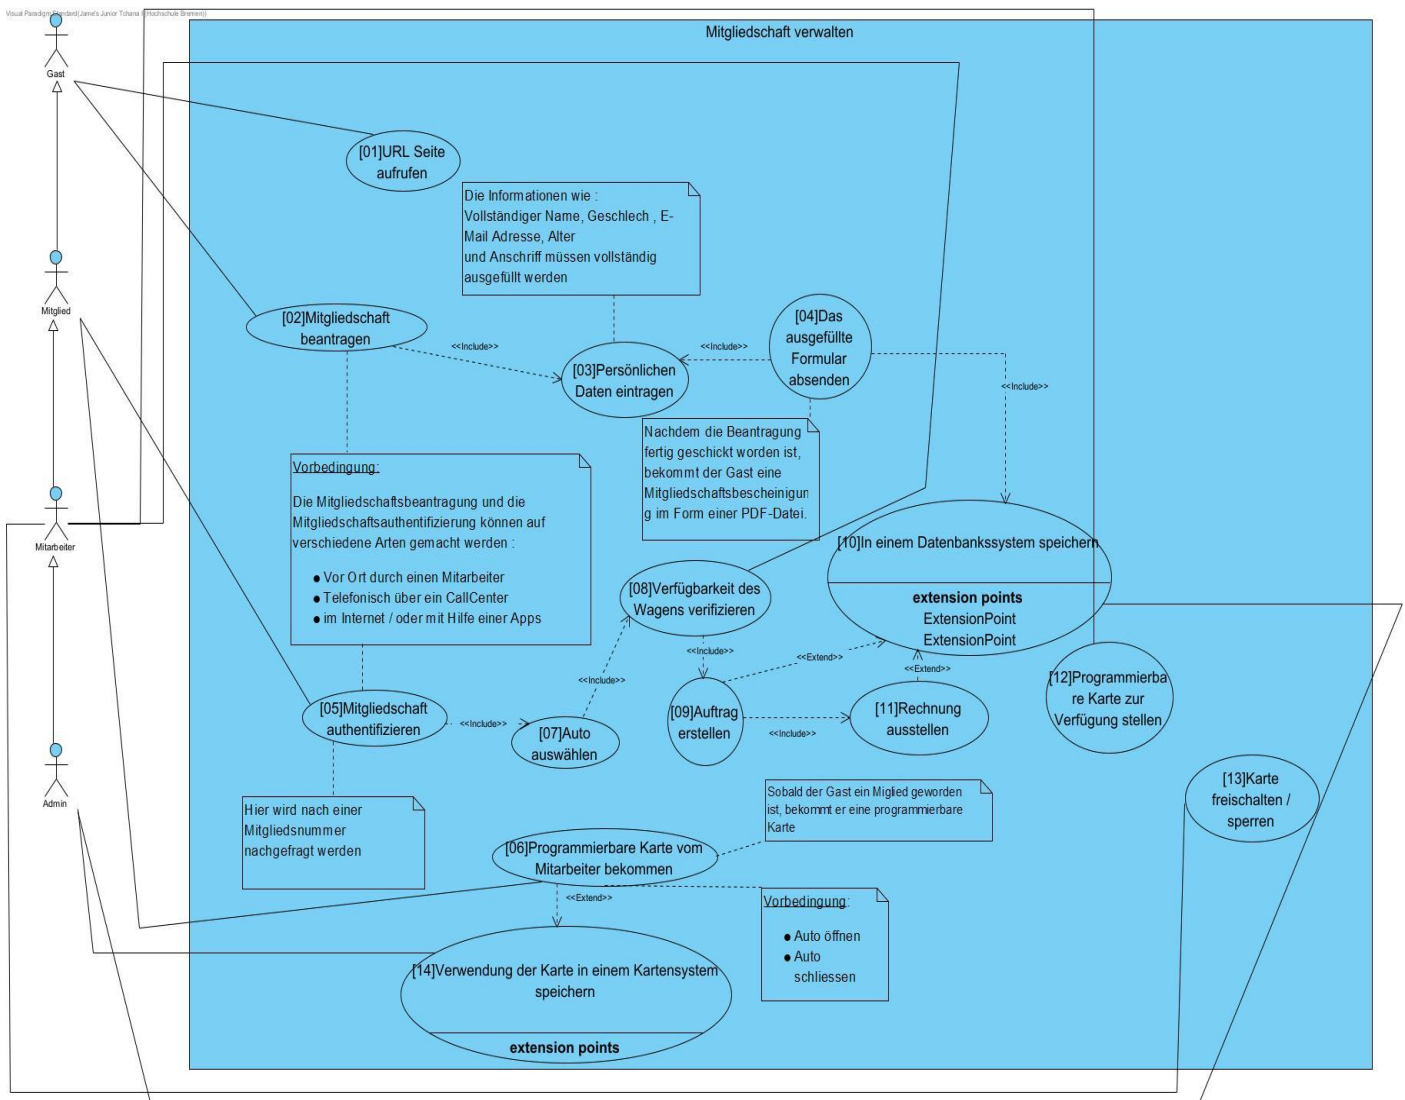 Visual Paradigm Standard(Jame's Junior Tchana (Hochschule Bremen))
Mitgliedschaft verwalten
Gast
[01]URL Seite
aufrufen
Die Informationen wie :
Vollständiger Name, Geschlech , E-
Mail Adresse, Alter
und Anschriff müssen vollständig
ausgefüllt werden
Mitglied
[02]Mitgliedschaft
beantragen
<<Include>>
[03]Persönlichen
Daten eintragen
<<Include>>
[04]Das
ausgefüllte
Formular
absenden
<<Include>>
Nachdem die Beantragung
fertig geschickt worden ist,
bekommt der Gast eine
Mitgliedschaftsbescheinigun
g im Form einer PDF-Datei.
Vorbedingung:
Die Mitgliedschaftsbeantragung und die
Mitgliedschaftsauthentifizierung können auf
verschiedene Arten gemacht werden :
● Vor Ort durch einen Mitarbeiter
● Telefonisch über ein CallCenter
● im Internet / oder mit Hilfe einer Apps
Mitarbeiter
[10]In einem Datenbankssystem speichern
extension points
ExtensionPoint
ExtensionPoint
[08]Verfügbarkeit des
Wagens verifizieren
<<Include>>
<<Include>>
<<Extend>>
<<Extend>>
[05]Mitgliedschaft
authentifizieren
<<Include>>
[07]Auto
auswählen
[09]Auftrag
erstellen
<<Include>>
[11]Rechnung
ausstellen
[12]Programmierba
re Karte zur
Verfügung stellen
Admin
[13]Karte
freischalten /
sperren
Hier wird nach einer
Mitgliedsnummer
nachgefragt werden
Sobald der Gast ein Miglied geworden
ist, bekommt er eine programmierbare
Karte
[06]Programmierbare Karte vom
Mitarbeiter bekommen
<<Extend>>
Vorbedingung:
● Auto öffnen
● Auto
schliessen
[14]Verwendung der Karte in einem Kartensystem
speichern
extension points